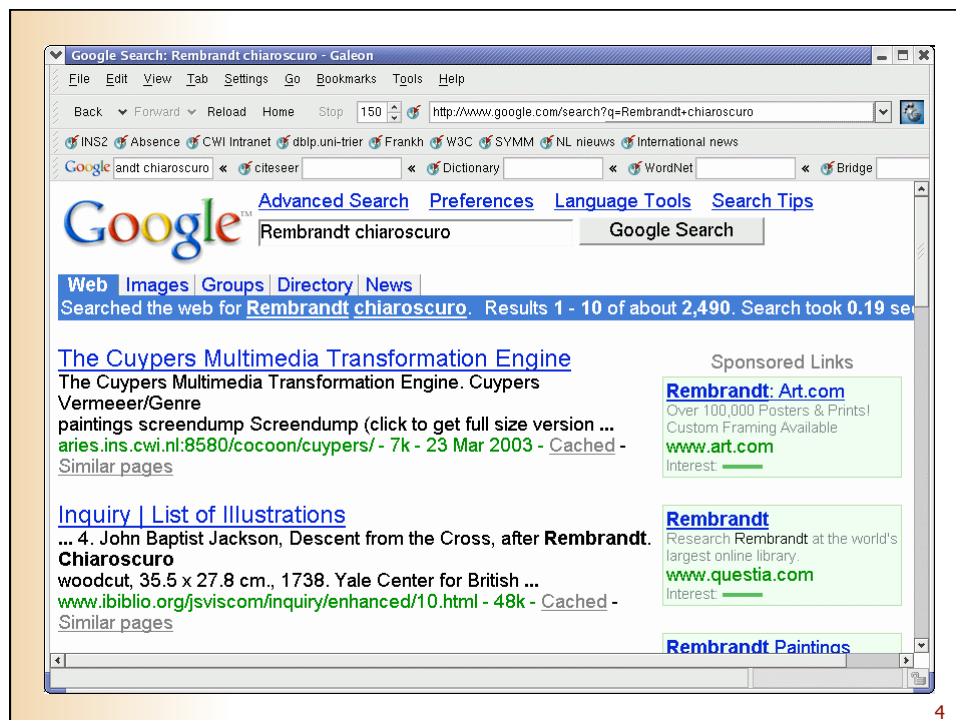 Google Search: Rembrandt chiaroscuro - Galeon
File Edit View Tab Settings Go Bookmarks Tools Help
Back Forward Reload Home Stop 150 http://www.google.com/search?q=Rembrandt+chiaroscuro
INS2 Absence CWI Intranet dblp.uni-trier Frankh W3C SYMM NL nieuws International news
Google andt chiaroscuro « citeseer « Dictionary « WordNet « Bridge
Advanced Search Preferences Language Tools Search Tips
Google™ Rembrandt chiaroscuro Google Search
Web Images Groups Directory News
Searched the web for Rembrandt chiaroscuro. Results 1 - 10 of about 2,490. Search took 0.19 sec
The Cuypers Multimedia Transformation Engine
The Cuypers Multimedia Transformation Engine. Cuypers
Vermeeer/Genre
paintings screendump Screendump (click to get full size version ...
aries.ins.cwi.nl:8580/cocoon/cuypers/ - 7k - 23 Mar 2003 - Cached -
Similar pages
Inquiry | List of Illustrations
... 4. John Baptist Jackson, Descent from the Cross, after Rembrandt.
Chiaroscuro
woodcut, 35.5 x 27.8 cm., 1738. Yale Center for British ...
www.ibiblio.org/jsviscom/inquiry/enhanced/10.html - 48k - Cached -
Similar pages
Sponsored Links
Rembrandt: Art.com
Over 100,000 Posters & Prints!
Custom Framing Available
www.art.com
Interest:
Rembrandt
Research Rembrandt at the world's
largest online library.
www.questia.com
Interest:
Rembrandt Paintings
4